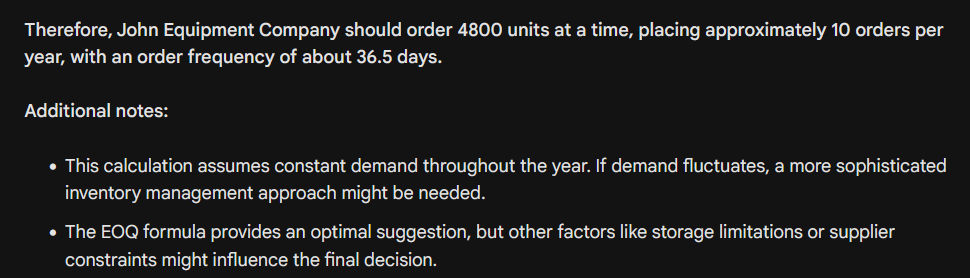 Therefore, John Equipment Company should order 4800 units at a time, placing approximately 10 orders per
year, with an order frequency of about 36.5 days.
Additional notes:
• This calculation assumes constant demand throughout the year. If demand fluctuates, a more sophisticated
inventory management approach might be needed.
• The EOQ formula provides an optimal suggestion, but other factors like storage limitations or supplier
constraints might influence the final decision.